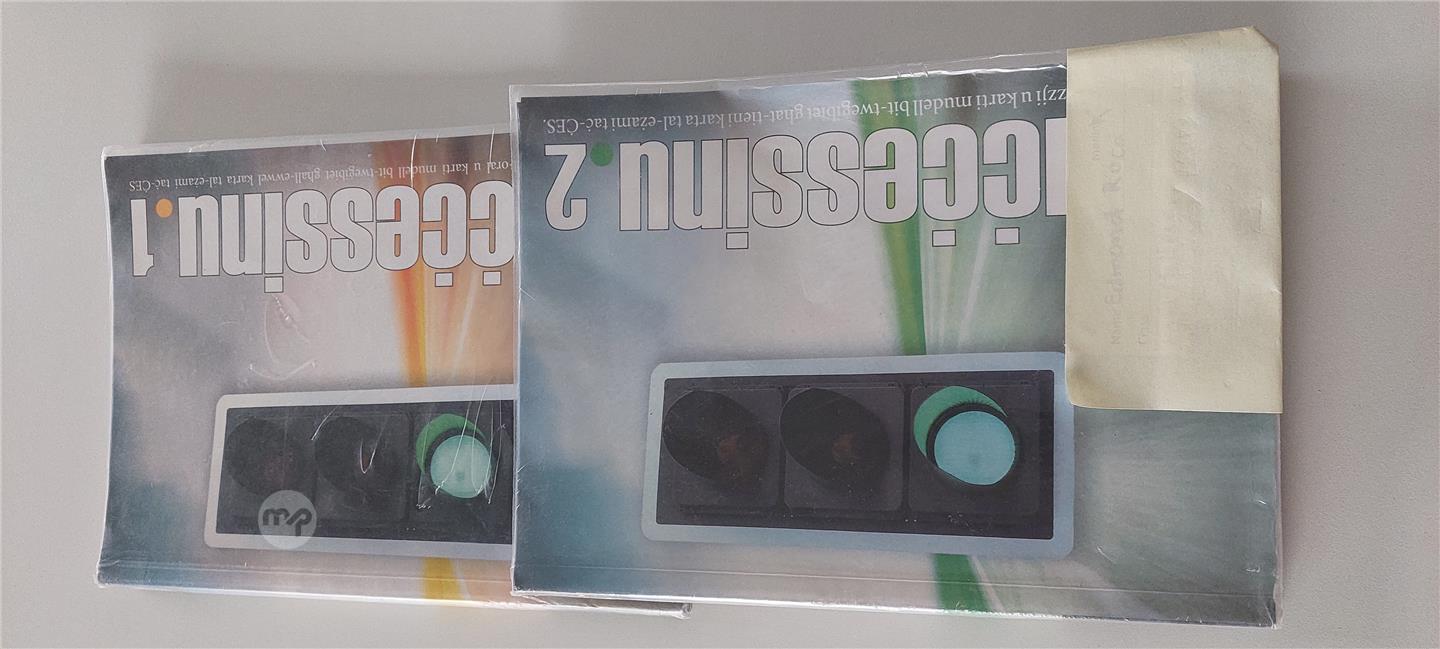 -oral u karti mudell bit-tweġibiet għall-ewwel karta tal-eżami taċ-ĊES
ċċessinu.1
zzji u karti mudell bit-tweġibiet għat-tieni karta tal-eżami taċ-ĊES.
ċċessinu.2
mp